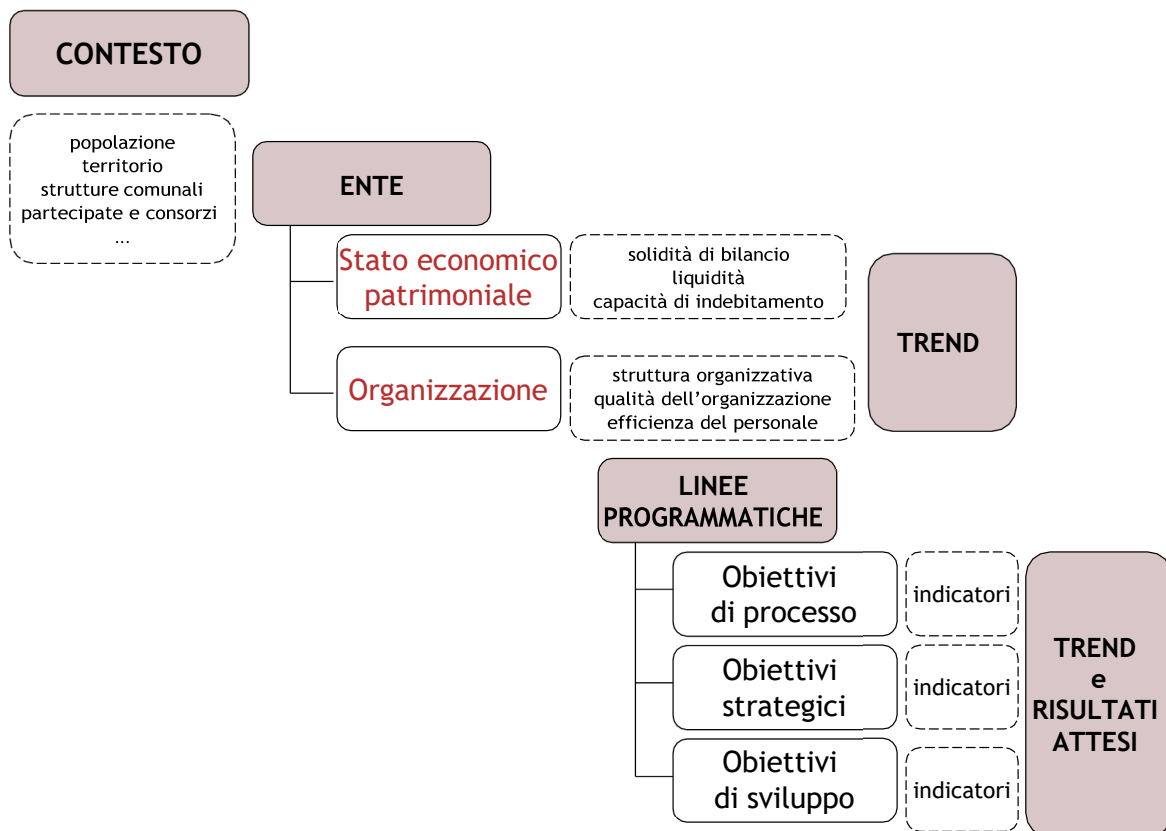 CONTESTO
popolazione
territorio
strutture comunali
partecipate e consorzi
...
ENTE
Stato economico
patrimoniale
solidità di bilancio
liquidità
capacità di indebitamento
Organizzazione
struttura organizzativa
qualità dell’organizzazione
efficienza del personale
TREND
LINEE
PROGRAMMATICHE
Obiettivi
di processo
indicatori
Obiettivi
strategici
indicatori
Obiettivi
di sviluppo
indicatori
TREND
e
RISULTATI
ATTESI